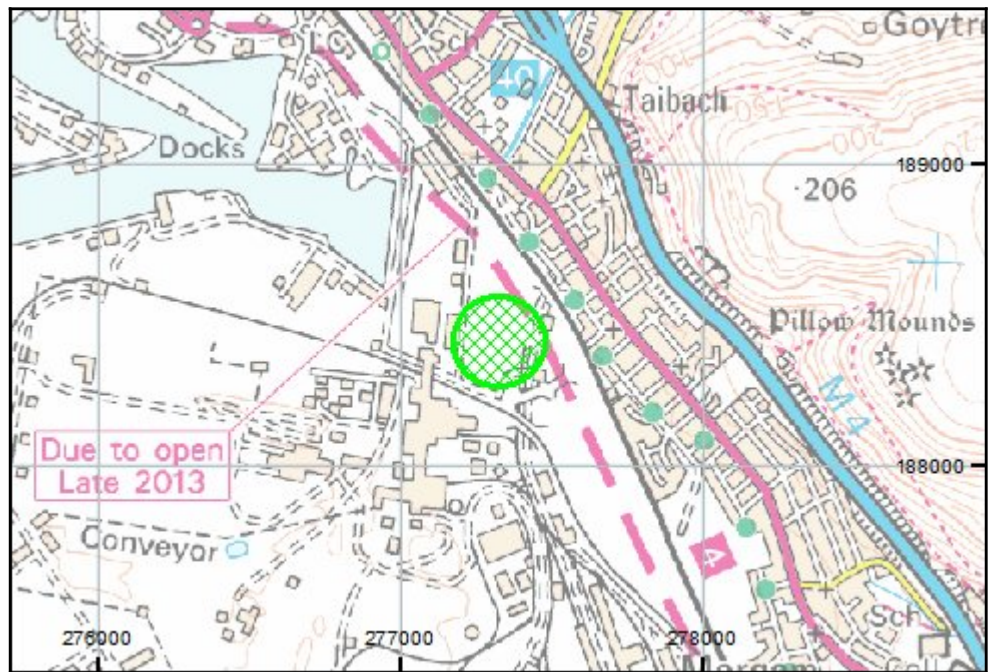 Goytre
LC
Sch
40
Taibach
Docks
189000
206
Pillow Mounds
M4
Due to open
Late 2013
188000
Conveyor
4
276000
277000
278000
Sch